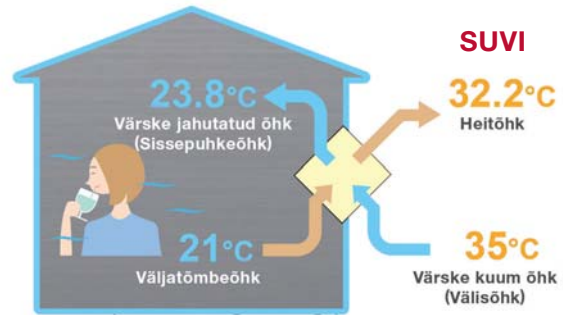 SUVI
23.8°C
Värske jahutatud õhk
(Sissepuhkeõhk)
32.2°C
Heitõhk
21°C
Väljatõmbeõhk
35°C
Värske kuum õhk
(Välisõhk)